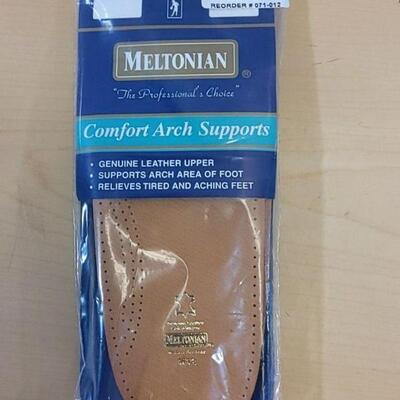 REORDER # 071-012
MELTONIAN
®
"The Professional's Choice"
Comfort Arch Supports
• GENUINE LEATHER UPPER
• SUPPORTS ARCH AREA OF FOOT
• RELIEVES TIRED AND ACHING FEET
MELTONIAN